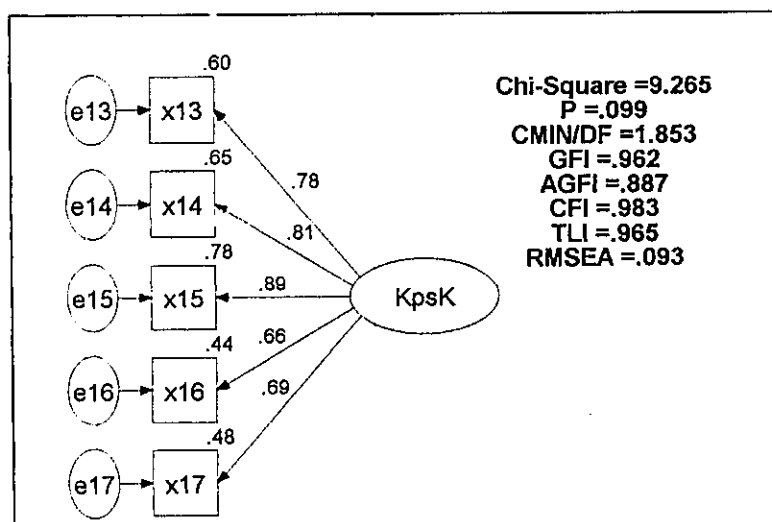 .60
e13 x13
.65
e14 x14
.78
e15 x15
.44
e16 x16
.48
e17 x17
.78
.81
.89
.66
.69
KpsK
Chi-Square =9.265
P =.099
CMIN/DF =1.853
GFI =.962
AGFI =.887
CFI =.983
TLI =.965
RMSEA =.093